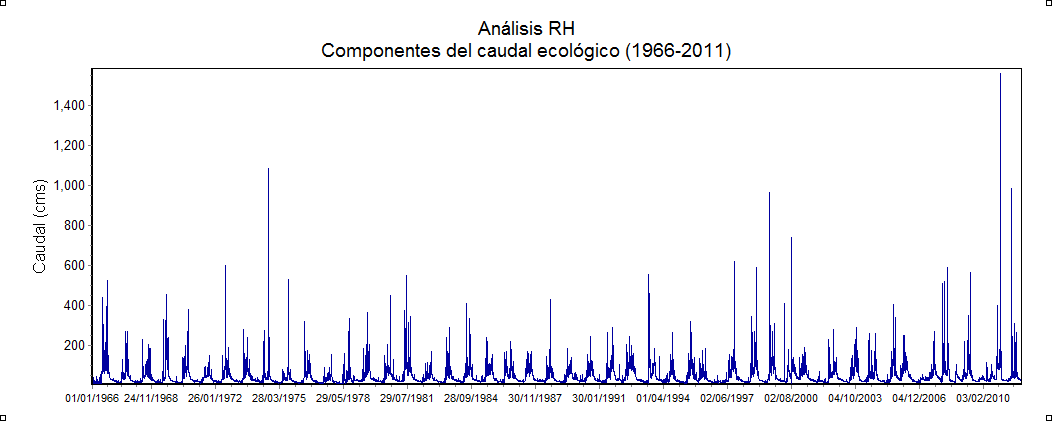 Análisis RH
Componentes del caudal ecológico (1966-2011)
Caudal (cms)
1,400
1,200
1,000
800
600
400
200
01/01/1966 24/11/1968 26/01/1972 28/03/1975 29/05/1978 29/07/1981 28/09/1984 30/11/1987 30/01/1991 01/04/1994 02/06/1997 02/08/2000 04/10/2003 04/12/2006 03/02/2010